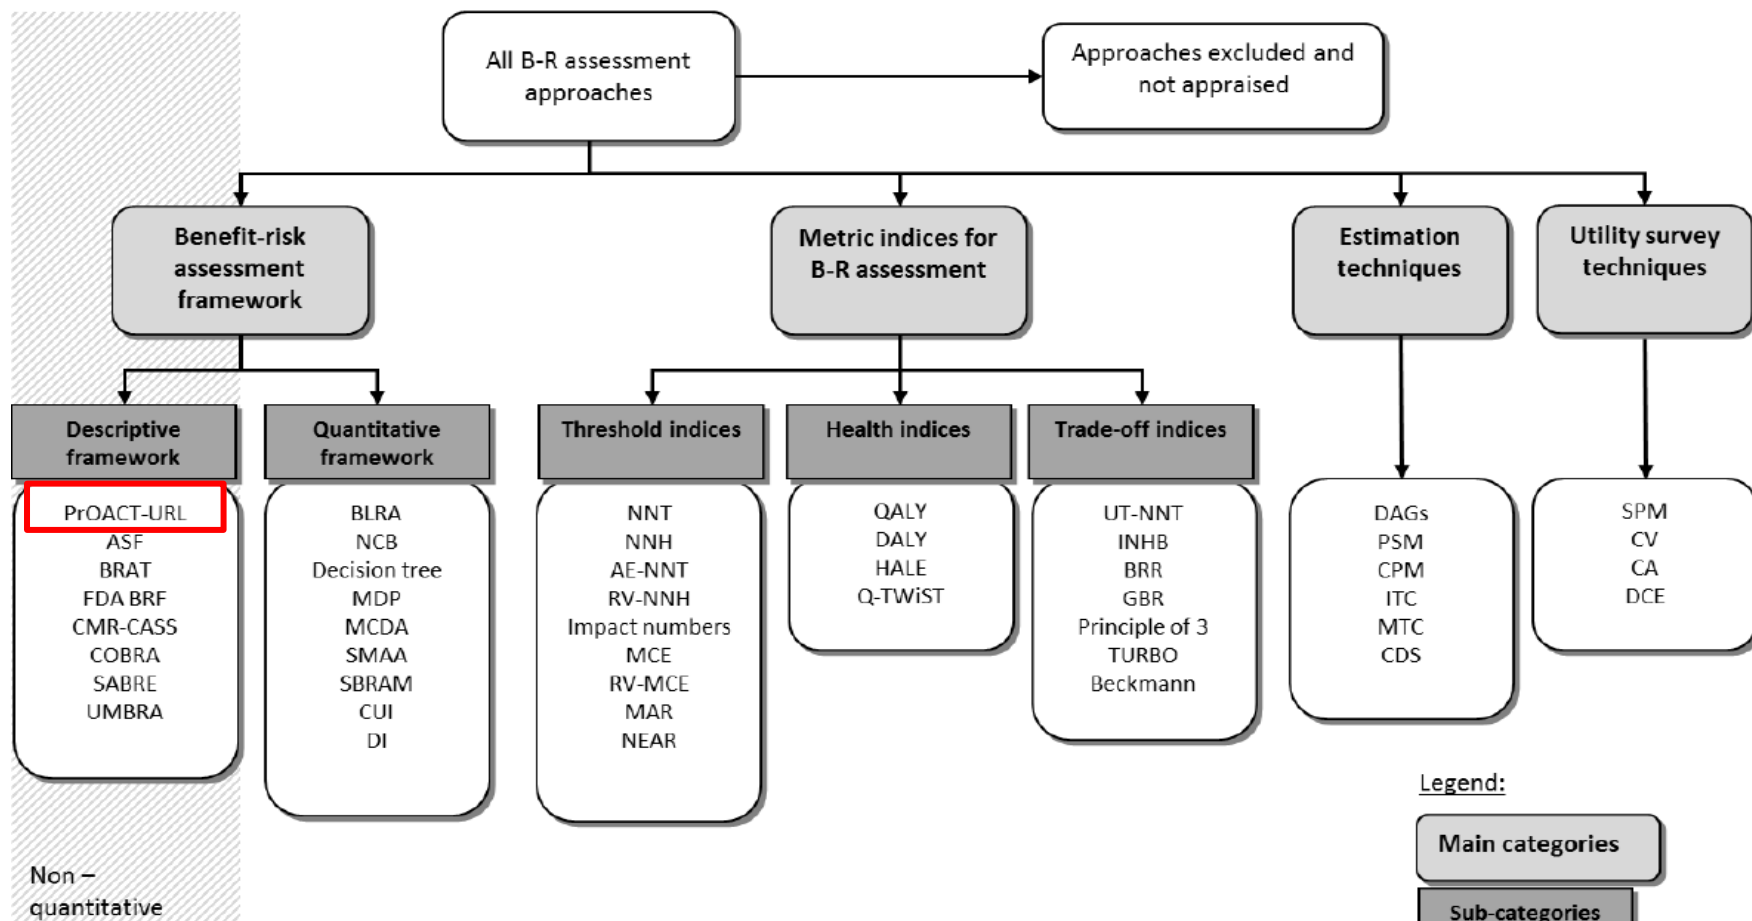 All B-R assessment
approaches
Approaches excluded and
not appraised
Benefit-risk
assessment
framework
Metric indices for
B-R assessment
Estimation
techniques
Utility survey
techniques
Descriptive
framework
Quantitative
framework
Threshold indices
Health indices
Trade-off indices
PrOACT-URL
ASF
BRAT
FDA BRF
CMR-CASS
COBRA
SABRE
UMBRA
BLRA
NCB
Decision tree
MDP
MCDA
SMAA
SBRAM
CUI
DI
NNT
NNH
AE-NNT
RV-NNH
Impact numbers
MCE
RV-MCE
MAR
NEAR
QALY
DALY
HALE
Q-TWiST
UT-NNT
INHB
BRR
GBR
Principle of 3
TURBO
Beckmann
DAGs
PSM
CPM
ITC
MTC
CDS
SPM
CV
CA
DCE
Legend:
Main categories
Sub-categories
Non –
quantitative